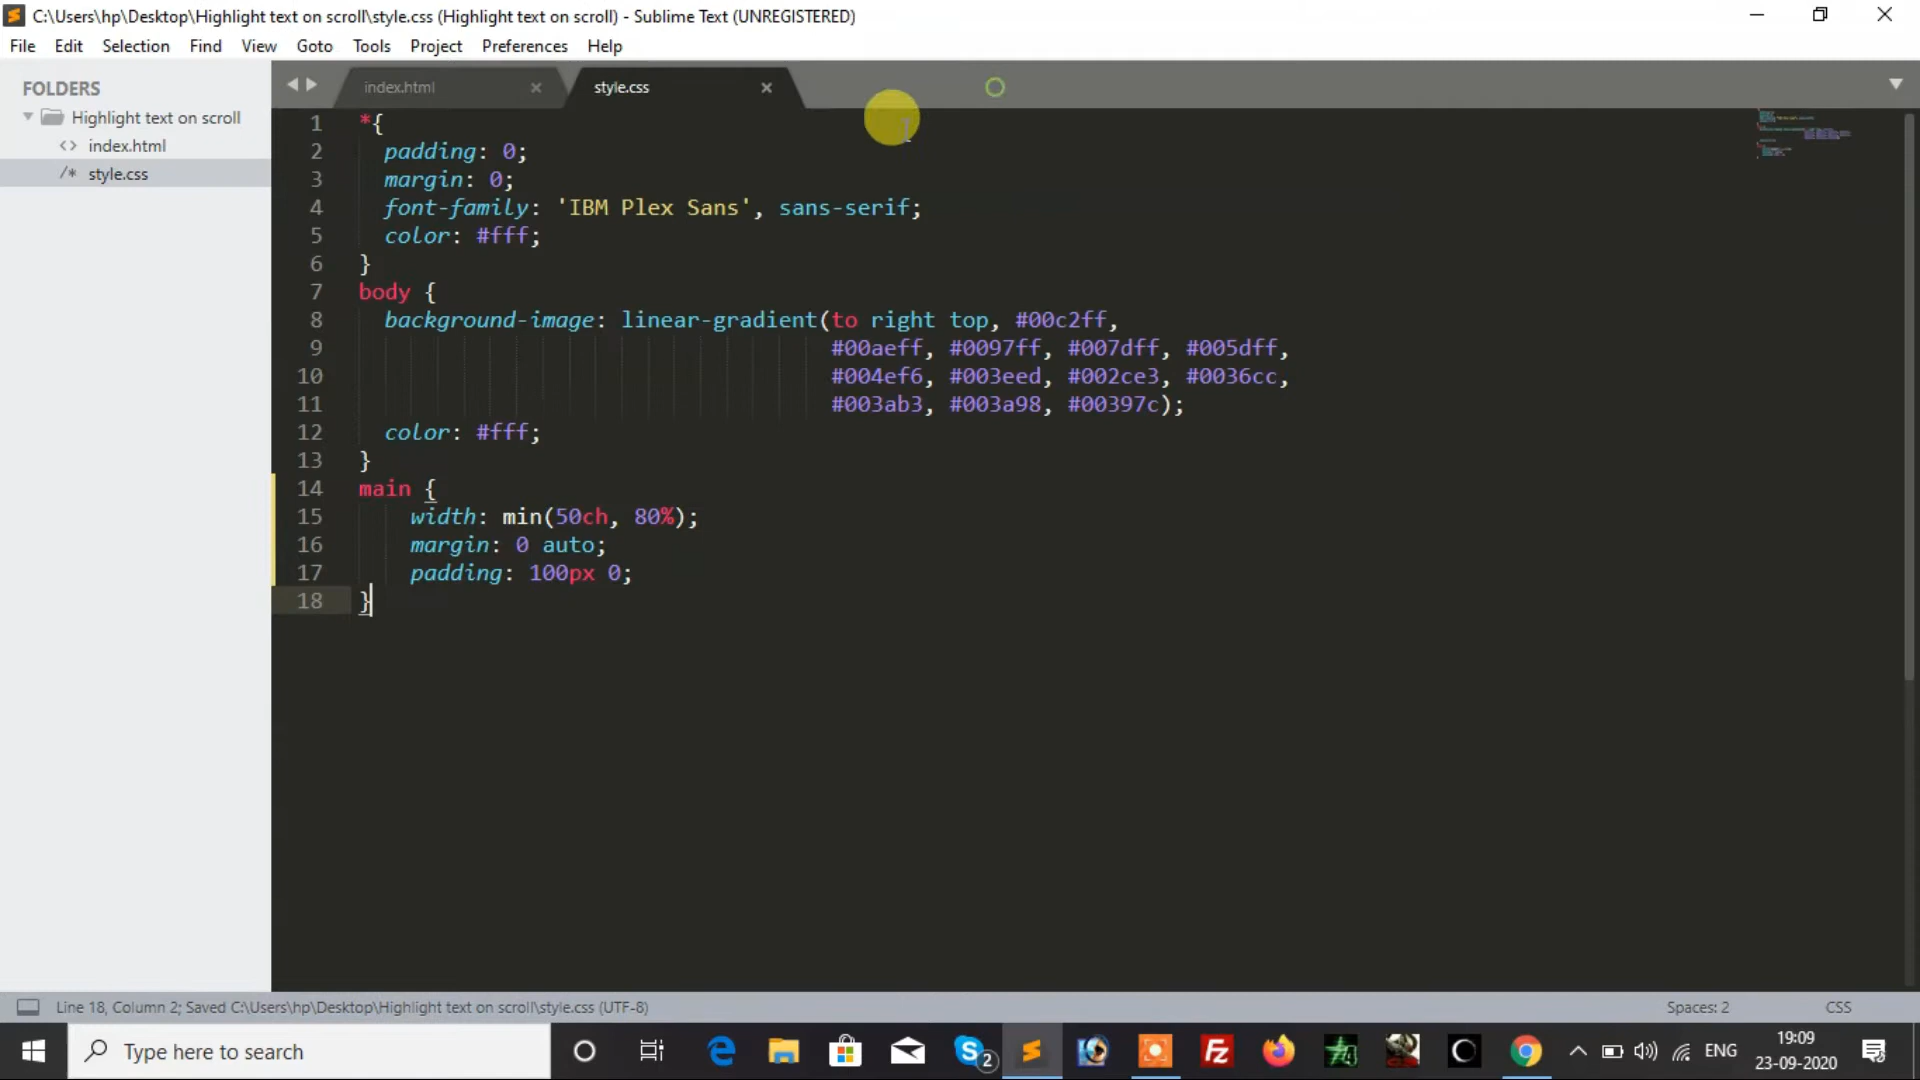 C:\Users\hp\Desktop\Highlight text on scroll\style.css (Highlight text on scroll) - Sublime Text (UNREGISTERED)
File Edit Selection Find View Goto Tools Project Preferences Help
FOLDERS
Highlight text on scroll
<> index.html
/* style.css
index.html
style.css
1 *{
2 padding: 0;
3 margin: 0;
4 font-family: 'IBM Plex Sans', sans-serif;
5 color: #fff;
6 }
7 body {
8 background-image: linear-gradient(to right top, #00c2ff,
9 #00aeff, #0097ff, #007dff, #005dff,
10 #004ef6, #003eed, #002ce3, #0036cc,
11 #003ab3, #003a98, #00397c);
12 color: #fff;
13 }
14 main {
15 width: min(50ch, 80%);
16 margin: 0 auto;
17 padding: 100px 0;
18 }
Line 18, Column 2; Saved C:\Users\hp\Desktop\Highlight text on scroll\style.css (UTF-8)
Spaces: 2
CSS
Type here to search
2
ENG
19:09
23-09-2020